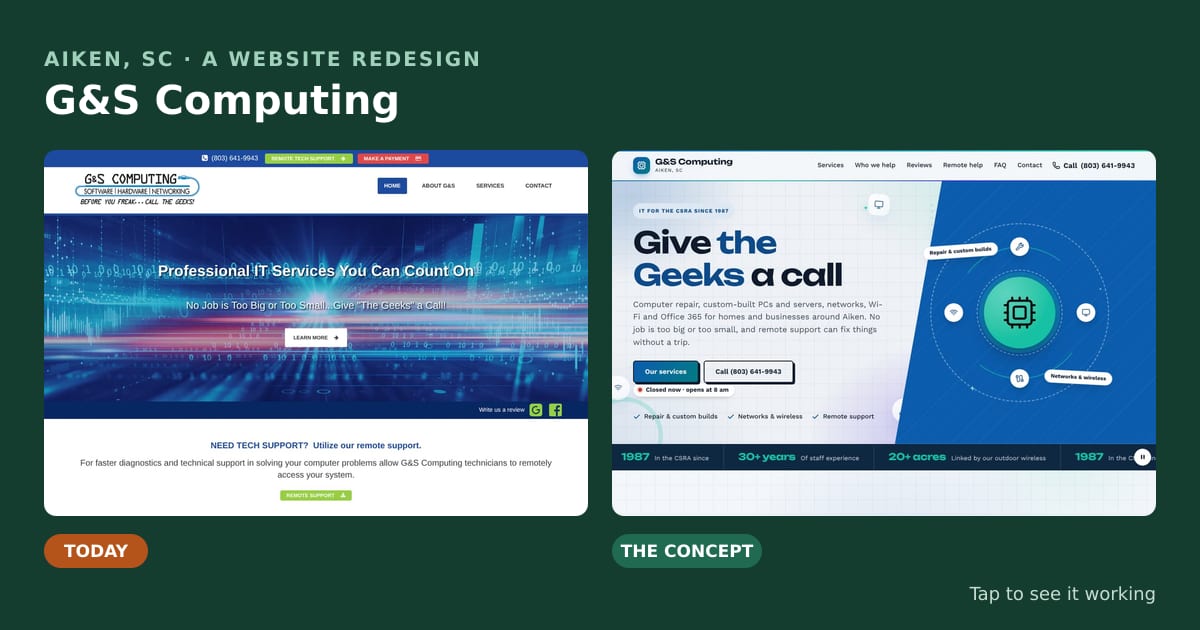 AIKEN, SC · A WEBSITE REDESIGN
G&S Computing
(803) 641-9943
REMOTE TECH SUPPORT
MAKE A PAYMENT
G&S COMPUTING
SOFTWARE | HARDWARE | NETWORKING
BEFORE YOU FREAK...CALL THE GEEKS!
HOME
ABOUT G&S
SERVICES
CONTACT
Professional IT Services You Can Count On
No Job is Too Big or Too Small.. Give "The Geeks" a Call!
LEARN MORE
Write us a review
NEED TECH SUPPORT? Utilize our remote support.
For faster diagnostics and technical support in solving your computer problems allow G&S Computing technicians to remotely
access your system.
REMOTE SUPPORT
TODAY
G&S Computing
AIKEN, SC
Services
Who we help
Reviews
Remote help
FAQ
Contact
Call (803) 641-9943
IT FOR THE CSRA SINCE 1987
Give the
Geeks a call
Computer repair, custom-built PCs and servers, networks, Wi-
Fi and Office 365 for homes and businesses around Aiken. No
job is too big or too small, and remote support can fix things
without a trip.
Our services
Call (803) 641-9943
Closed now · opens at 8 am
Repair & custom builds
Networks & wireless
Remote support
Repair & custom builds
Networks & wireless
1987 In the CSRA since
30+ years Of staff experience
20+ acres Linked by our outdoor wireless
1987 In the
THE CONCEPT
Tap to see it working